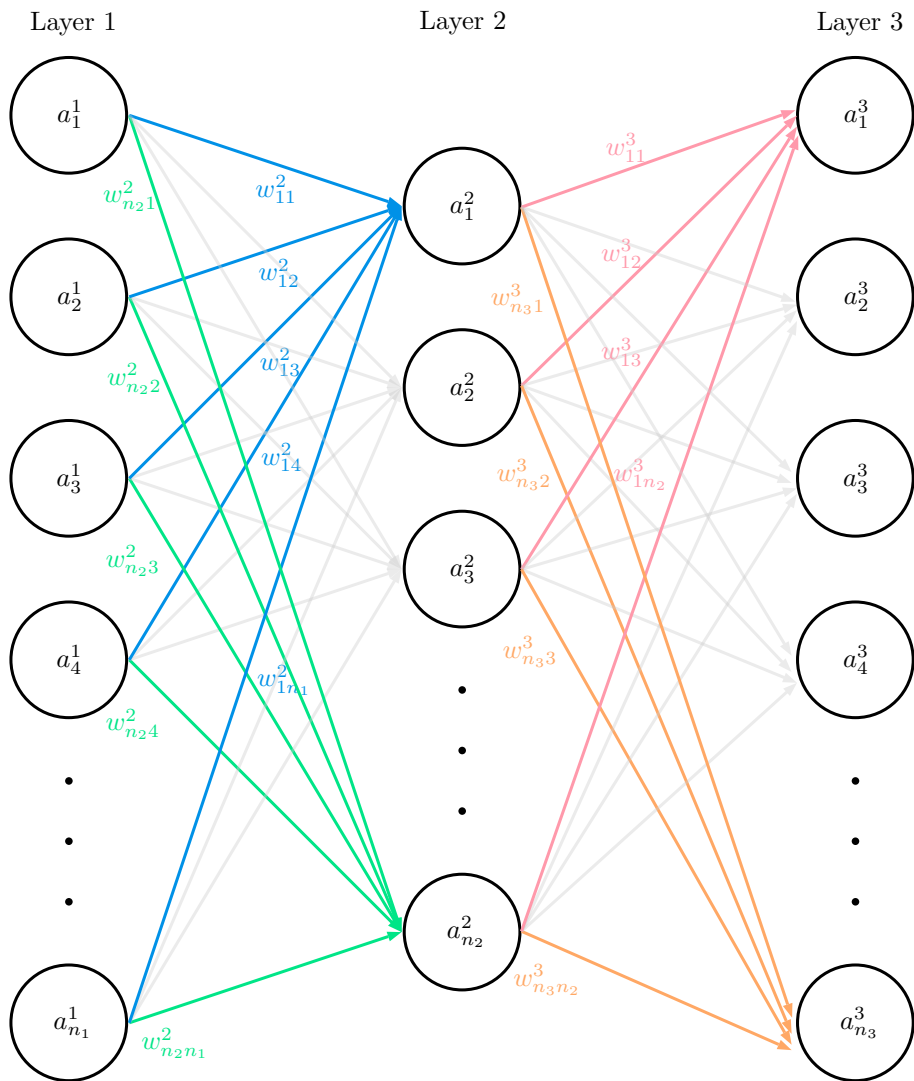 Layer 1 Layer 2 Layer 3
a_1^1 a_1^3
w_{11}^3
w_{n_2 1}^2 w_{11}^2 a_1^2
w_{12}^3
w_{12}^2
a_2^1 w_{n_3 1}^3 a_2^3
w_{n_2 2}^2 w_{13}^2 w_{13}^3
a_2^2
w_{14}^2 w_{n_3 2}^3 w_{1n_2}^3
a_3^1 a_3^3
w_{n_2 3}^2 a_3^2
a_4^1 w_{n_3 3}^3 a_4^3
w_{1n_1}^2
w_{n_2 4}^2
a_{n_2}^2
w_{n_3 n_2}^3
a_{n_1}^1 a_{n_3}^3
w_{n_2 n_1}^2